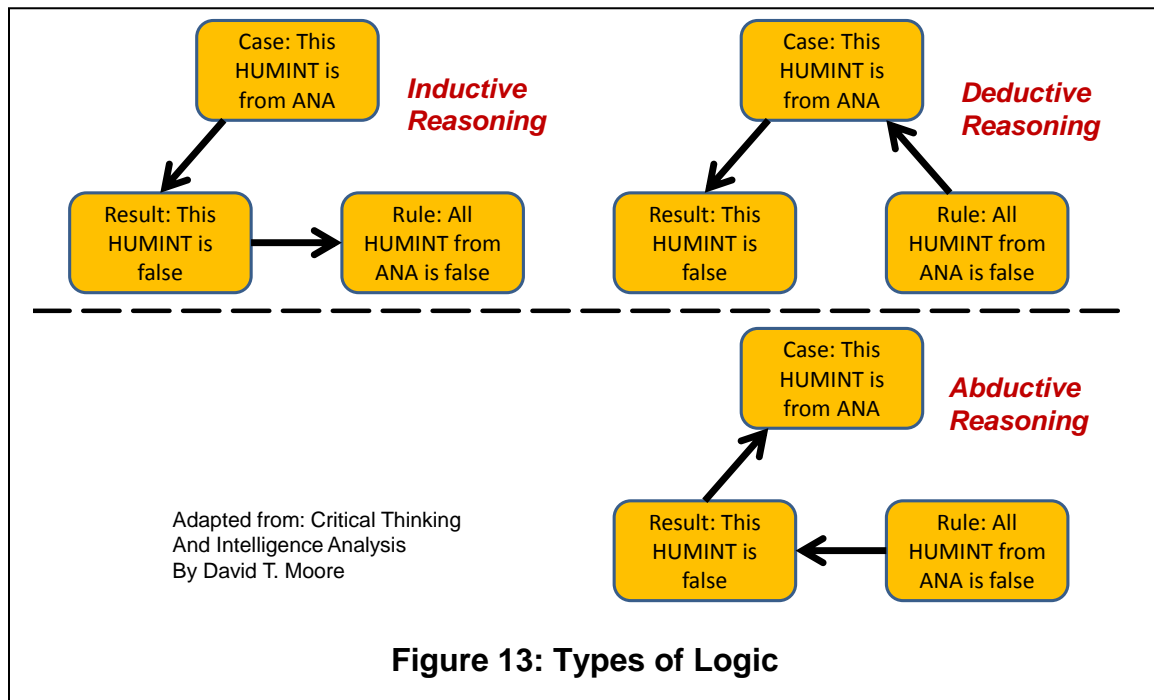 Case: This
HUMINT is
from ANA
Inductive
Reasoning
Result: This
HUMINT is
false
Rule: All
HUMINT from
ANA is false
Case: This
HUMINT is
from ANA
Deductive
Reasoning
Result: This
HUMINT is
false
Rule: All
HUMINT from
ANA is false
Case: This
HUMINT is
from ANA
Abductive
Reasoning
Result: This
HUMINT is
false
Rule: All
HUMINT from
ANA is false
Adapted from: Critical Thinking
And Intelligence Analysis
By David T. Moore
Figure 13: Types of Logic